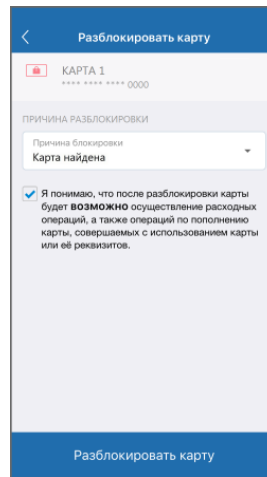 Разблокировать карту
КАРТА 1
**** **** **** 0000
ПРИЧИНА РАЗБЛОКИРОВКИ
Причина блокировки
Карта найдена
Я понимаю, что после разблокировки карты
будет ВОЗМОЖНО осуществление расходных
операций, а также операций по пополнению
карты, совершаемых с использованием карты
или её реквизитов.
Разблокировать карту